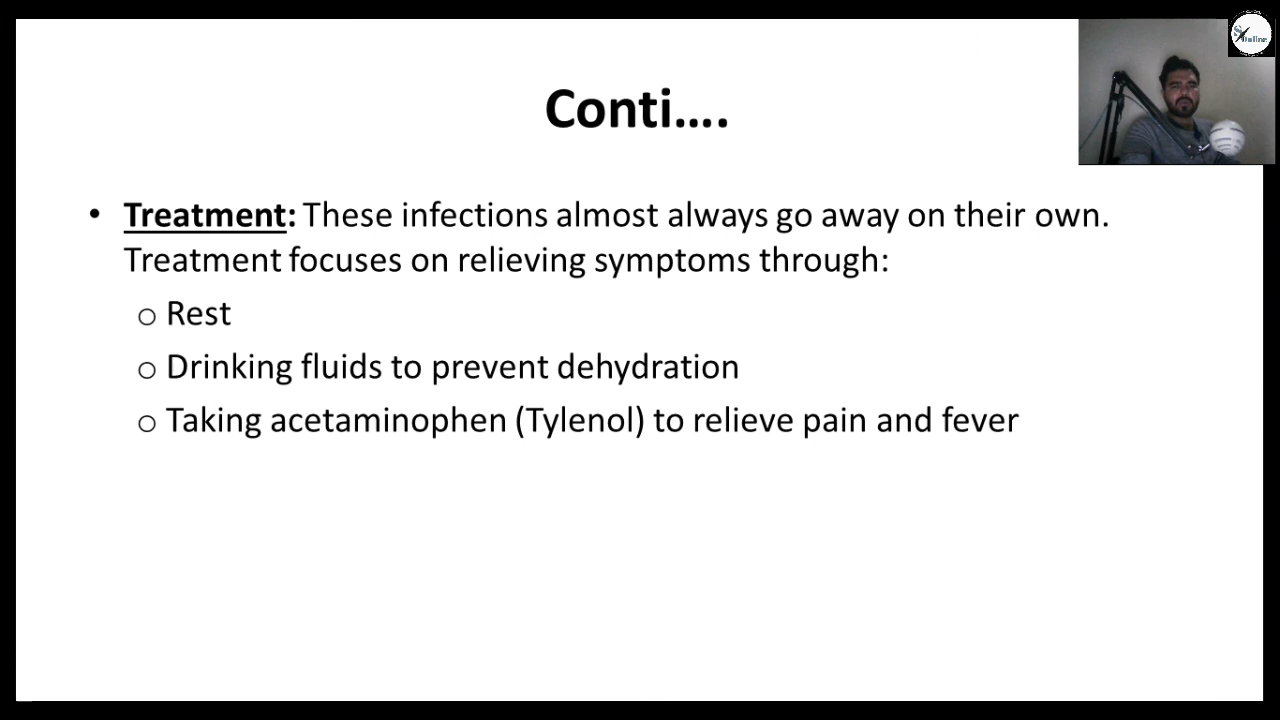 Conti....
• Treatment: These infections almost always go away on their own.
Treatment focuses on relieving symptoms through:
o Rest
o Drinking fluids to prevent dehydration
o Taking acetaminophen (Tylenol) to relieve pain and fever